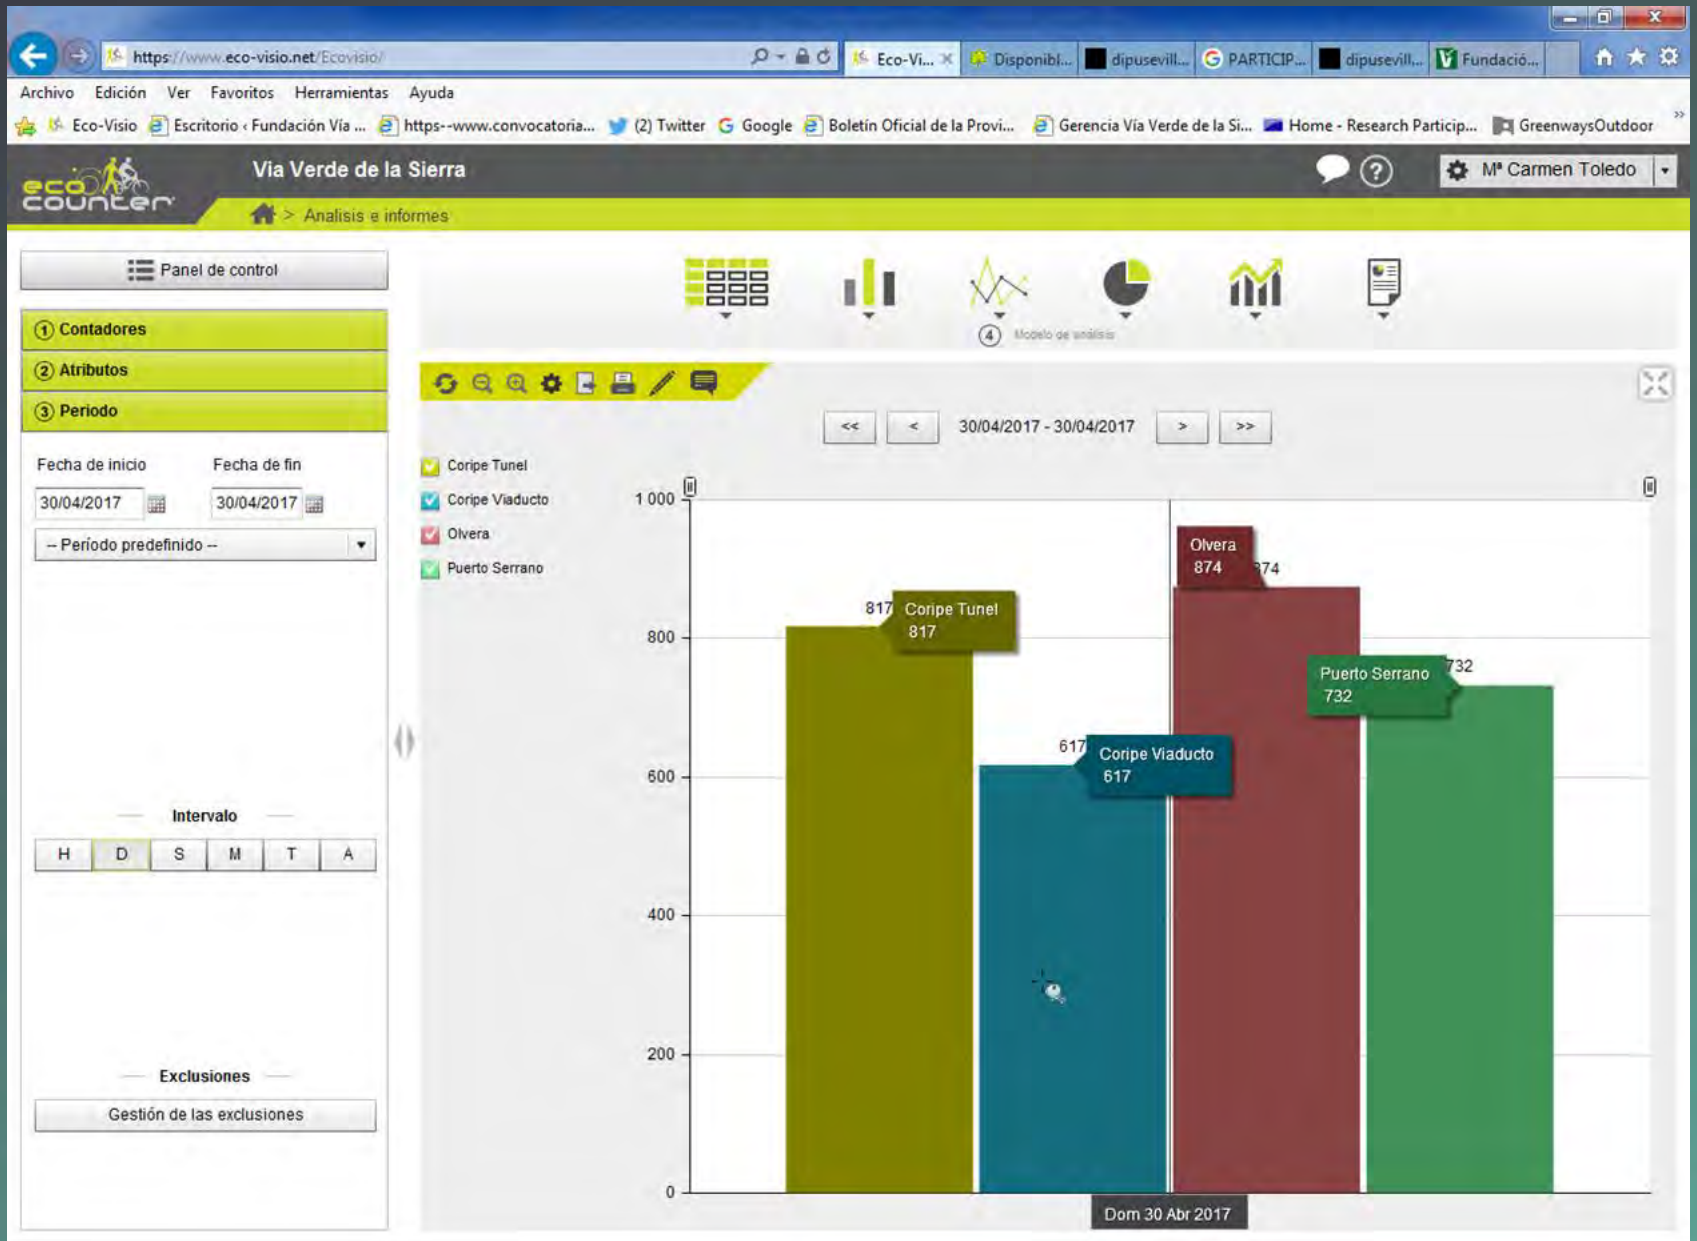 https://www.eco-visio.net/Ecovisio/
Eco-Vi...
Disponibl...
dipusevill...
PARTICIP...
dipusevill...
Fundació...
Archivo Edición Ver Favoritos Herramientas Ayuda
Eco-Visio Escritorio ‹ Fundación Vía ... https--www.convocatoria... (2) Twitter Google Boletín Oficial de la Provi... Gerencia Vía Verde de la Si... Home - Research Particip... GreenwaysOutdoor »
eco
counter
Via Verde de la Sierra
? Mª Carmen Toledo
> Analisis e informes
Panel de control
4 Modelo de análisis
1 Contadores
2 Atributos
3 Periodo
Fecha de inicio Fecha de fin
30/04/2017 30/04/2017
-- Período predefinido --
Intervalo
H D S M T A
Exclusiones
Gestión de las exclusiones
<< < 30/04/2017 - 30/04/2017 > >>
Coripe Tunel
Coripe Viaducto
Olvera
Puerto Serrano
1 000
800
600
400
200
0
817
Coripe Tunel
817
617
Coripe Viaducto
617
Olvera
874
74
Puerto Serrano
732
732
Dom 30 Abr 2017